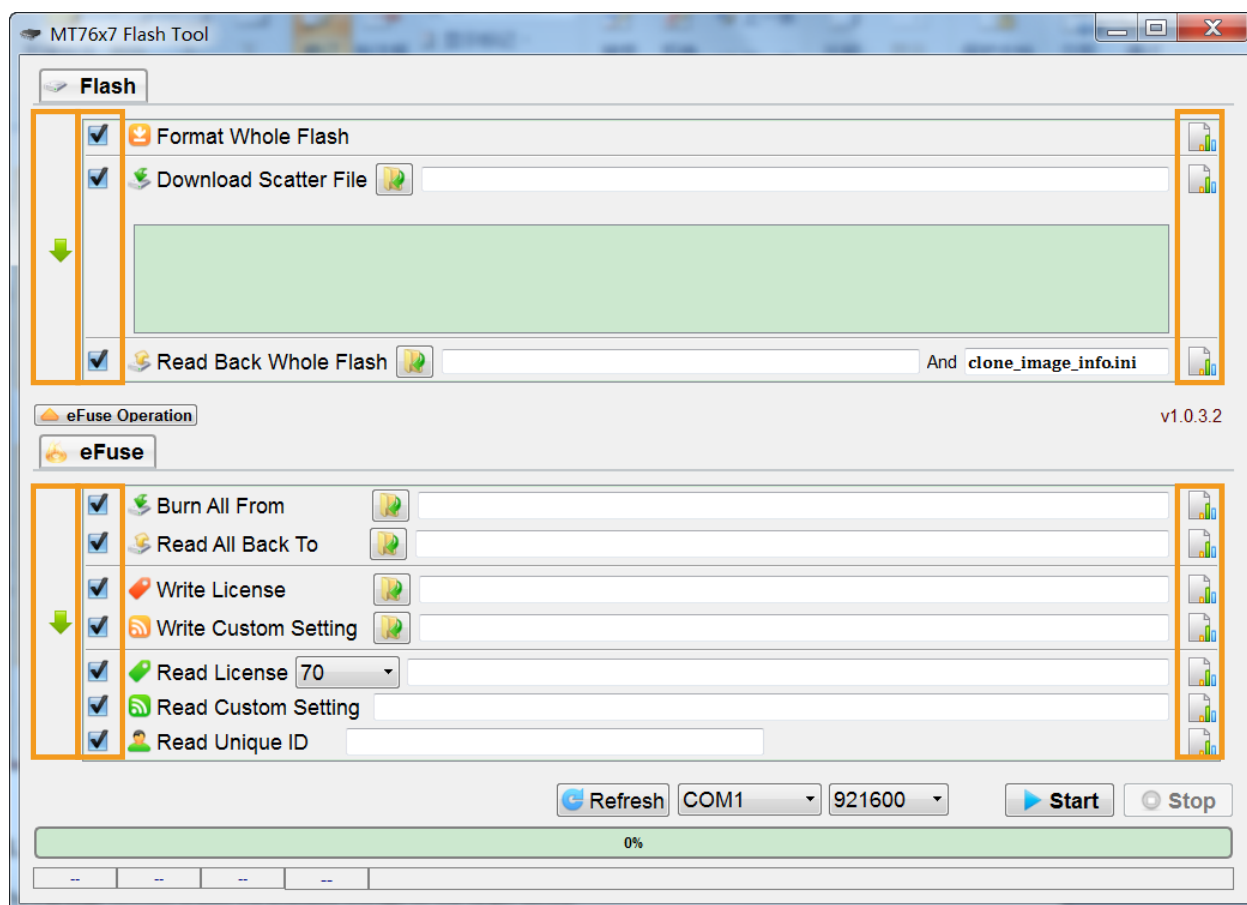 MT76x7 Flash Tool
Flash
Format Whole Flash
Download Scatter File
Read Back Whole Flash And clone_image_info.ini
eFuse Operation v1.0.3.2
eFuse
Burn All From
Read All Back To
Write License
Write Custom Setting
Read License 70
Read Custom Setting
Read Unique ID
Refresh COM1 921600 Start Stop
0%
-- -- -- --